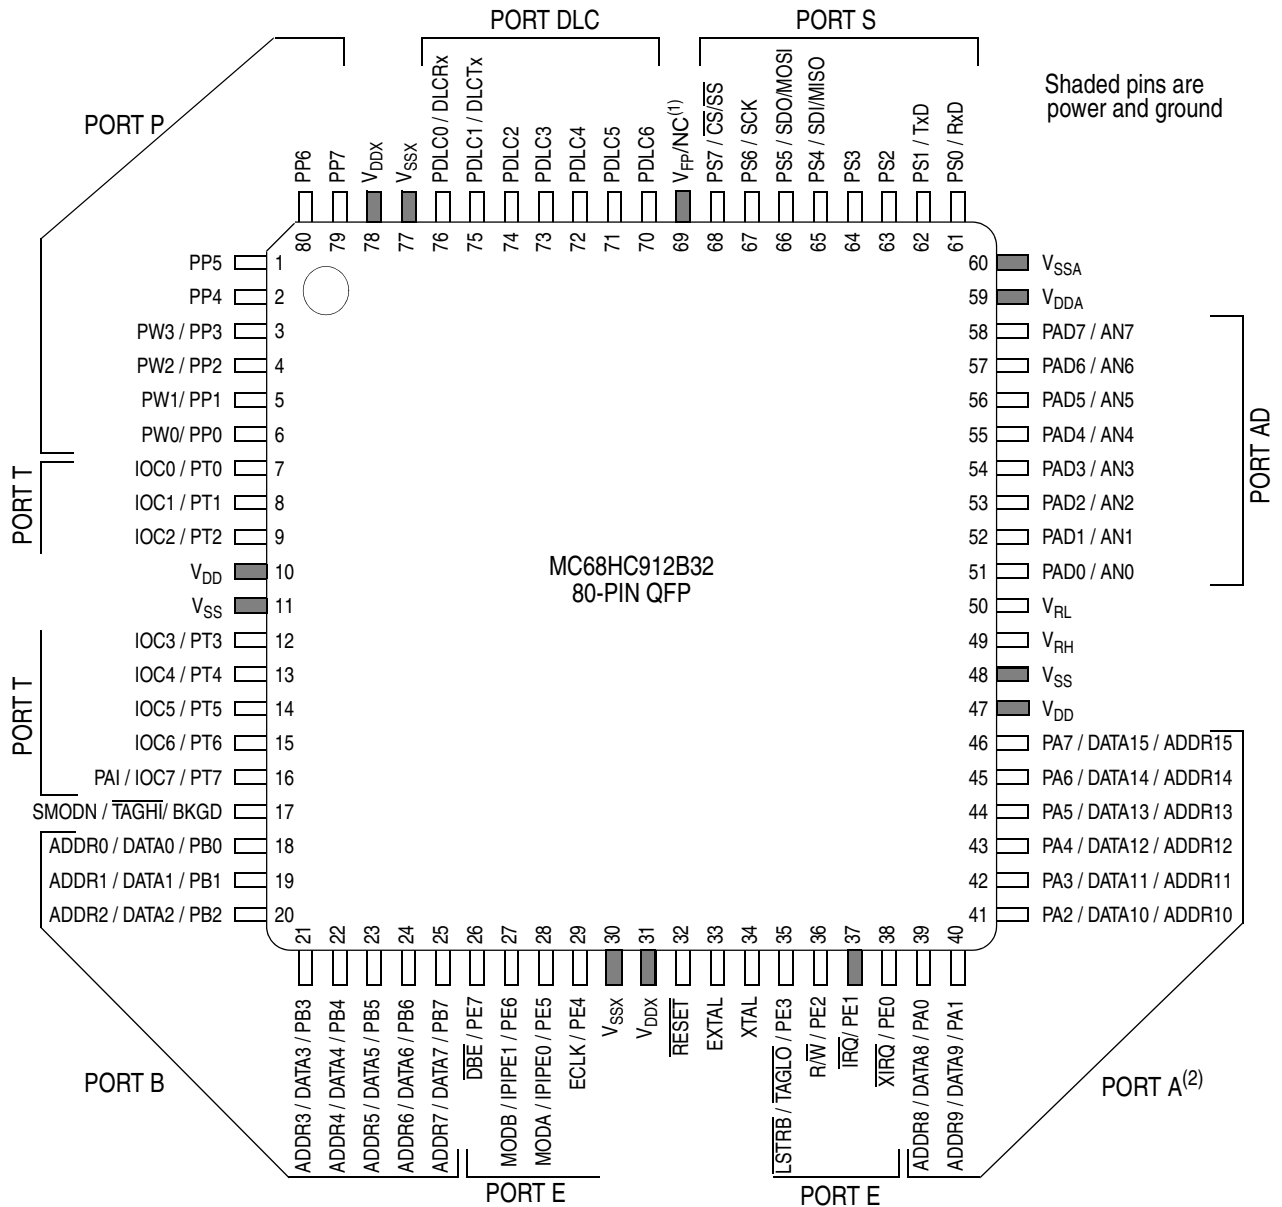 PORT DLC
PORT S
Shaded pins are
power and ground
PORT P
PP6
PP7
VDDX
VSSX
PDLC0 / DLCRx
PDLC1 / DLCTx
PDLC2
PDLC3
PDLC4
PDLC5
PDLC6
VFP/NC(1)
PS7 / CS/SS
PS6 / SCK
PS5 / SDO/MOSI
PS4 / SDI/MISO
PS3
PS2
PS1 / TxD
PS0 / RxD
80
79
78
77
76
75
74
73
72
71
70
69
68
67
66
65
64
63
62
61
PP5 1
PP4 2
PW3 / PP3 3
PW2 / PP2 4
PW1/ PP1 5
PW0/ PP0 6
PORT T
IOC0 / PT0 7
IOC1 / PT1 8
IOC2 / PT2 9
VDD 10
VSS 11
PORT T
IOC3 / PT3 12
IOC4 / PT4 13
IOC5 / PT5 14
IOC6 / PT6 15
PAI / IOC7 / PT7 16
SMODN / TAGHI/ BKGD 17
ADDR0 / DATA0 / PB0 18
ADDR1 / DATA1 / PB1 19
ADDR2 / DATA2 / PB2 20
MC68HC912B32
80-PIN QFP
60 VSSA
59 VDDA
58 PAD7 / AN7
57 PAD6 / AN6
56 PAD5 / AN5
55 PAD4 / AN4
54 PAD3 / AN3
53 PAD2 / AN2
52 PAD1 / AN1
51 PAD0 / AN0
PORT AD
50 VRL
49 VRH
48 VSS
47 VDD
46 PA7 / DATA15 / ADDR15
45 PA6 / DATA14 / ADDR14
44 PA5 / DATA13 / ADDR13
43 PA4 / DATA12 / ADDR12
42 PA3 / DATA11 / ADDR11
41 PA2 / DATA10 / ADDR10
21
22
23
24
25
26
27
28
29
30
31
32
33
34
35
36
37
38
39
40
ADDR3 / DATA3 / PB3
ADDR4 / DATA4 / PB4
ADDR5 / DATA5 / PB5
ADDR6 / DATA6 / PB6
ADDR7 / DATA7 / PB7
DBE / PE7
MODB / IPIPE1 / PE6
MODA / IPIPE0 / PE5
ECLK / PE4
VSSX
VDDX
RESET
EXTAL
XTAL
LSTRB / TAGLO / PE3
R/W / PE2
IRQ / PE1
XIRQ / PE0
ADDR8 / DATA8 / PA0
ADDR9 / DATA9 / PA1
PORT B
PORT A(2)
PORT E
PORT E